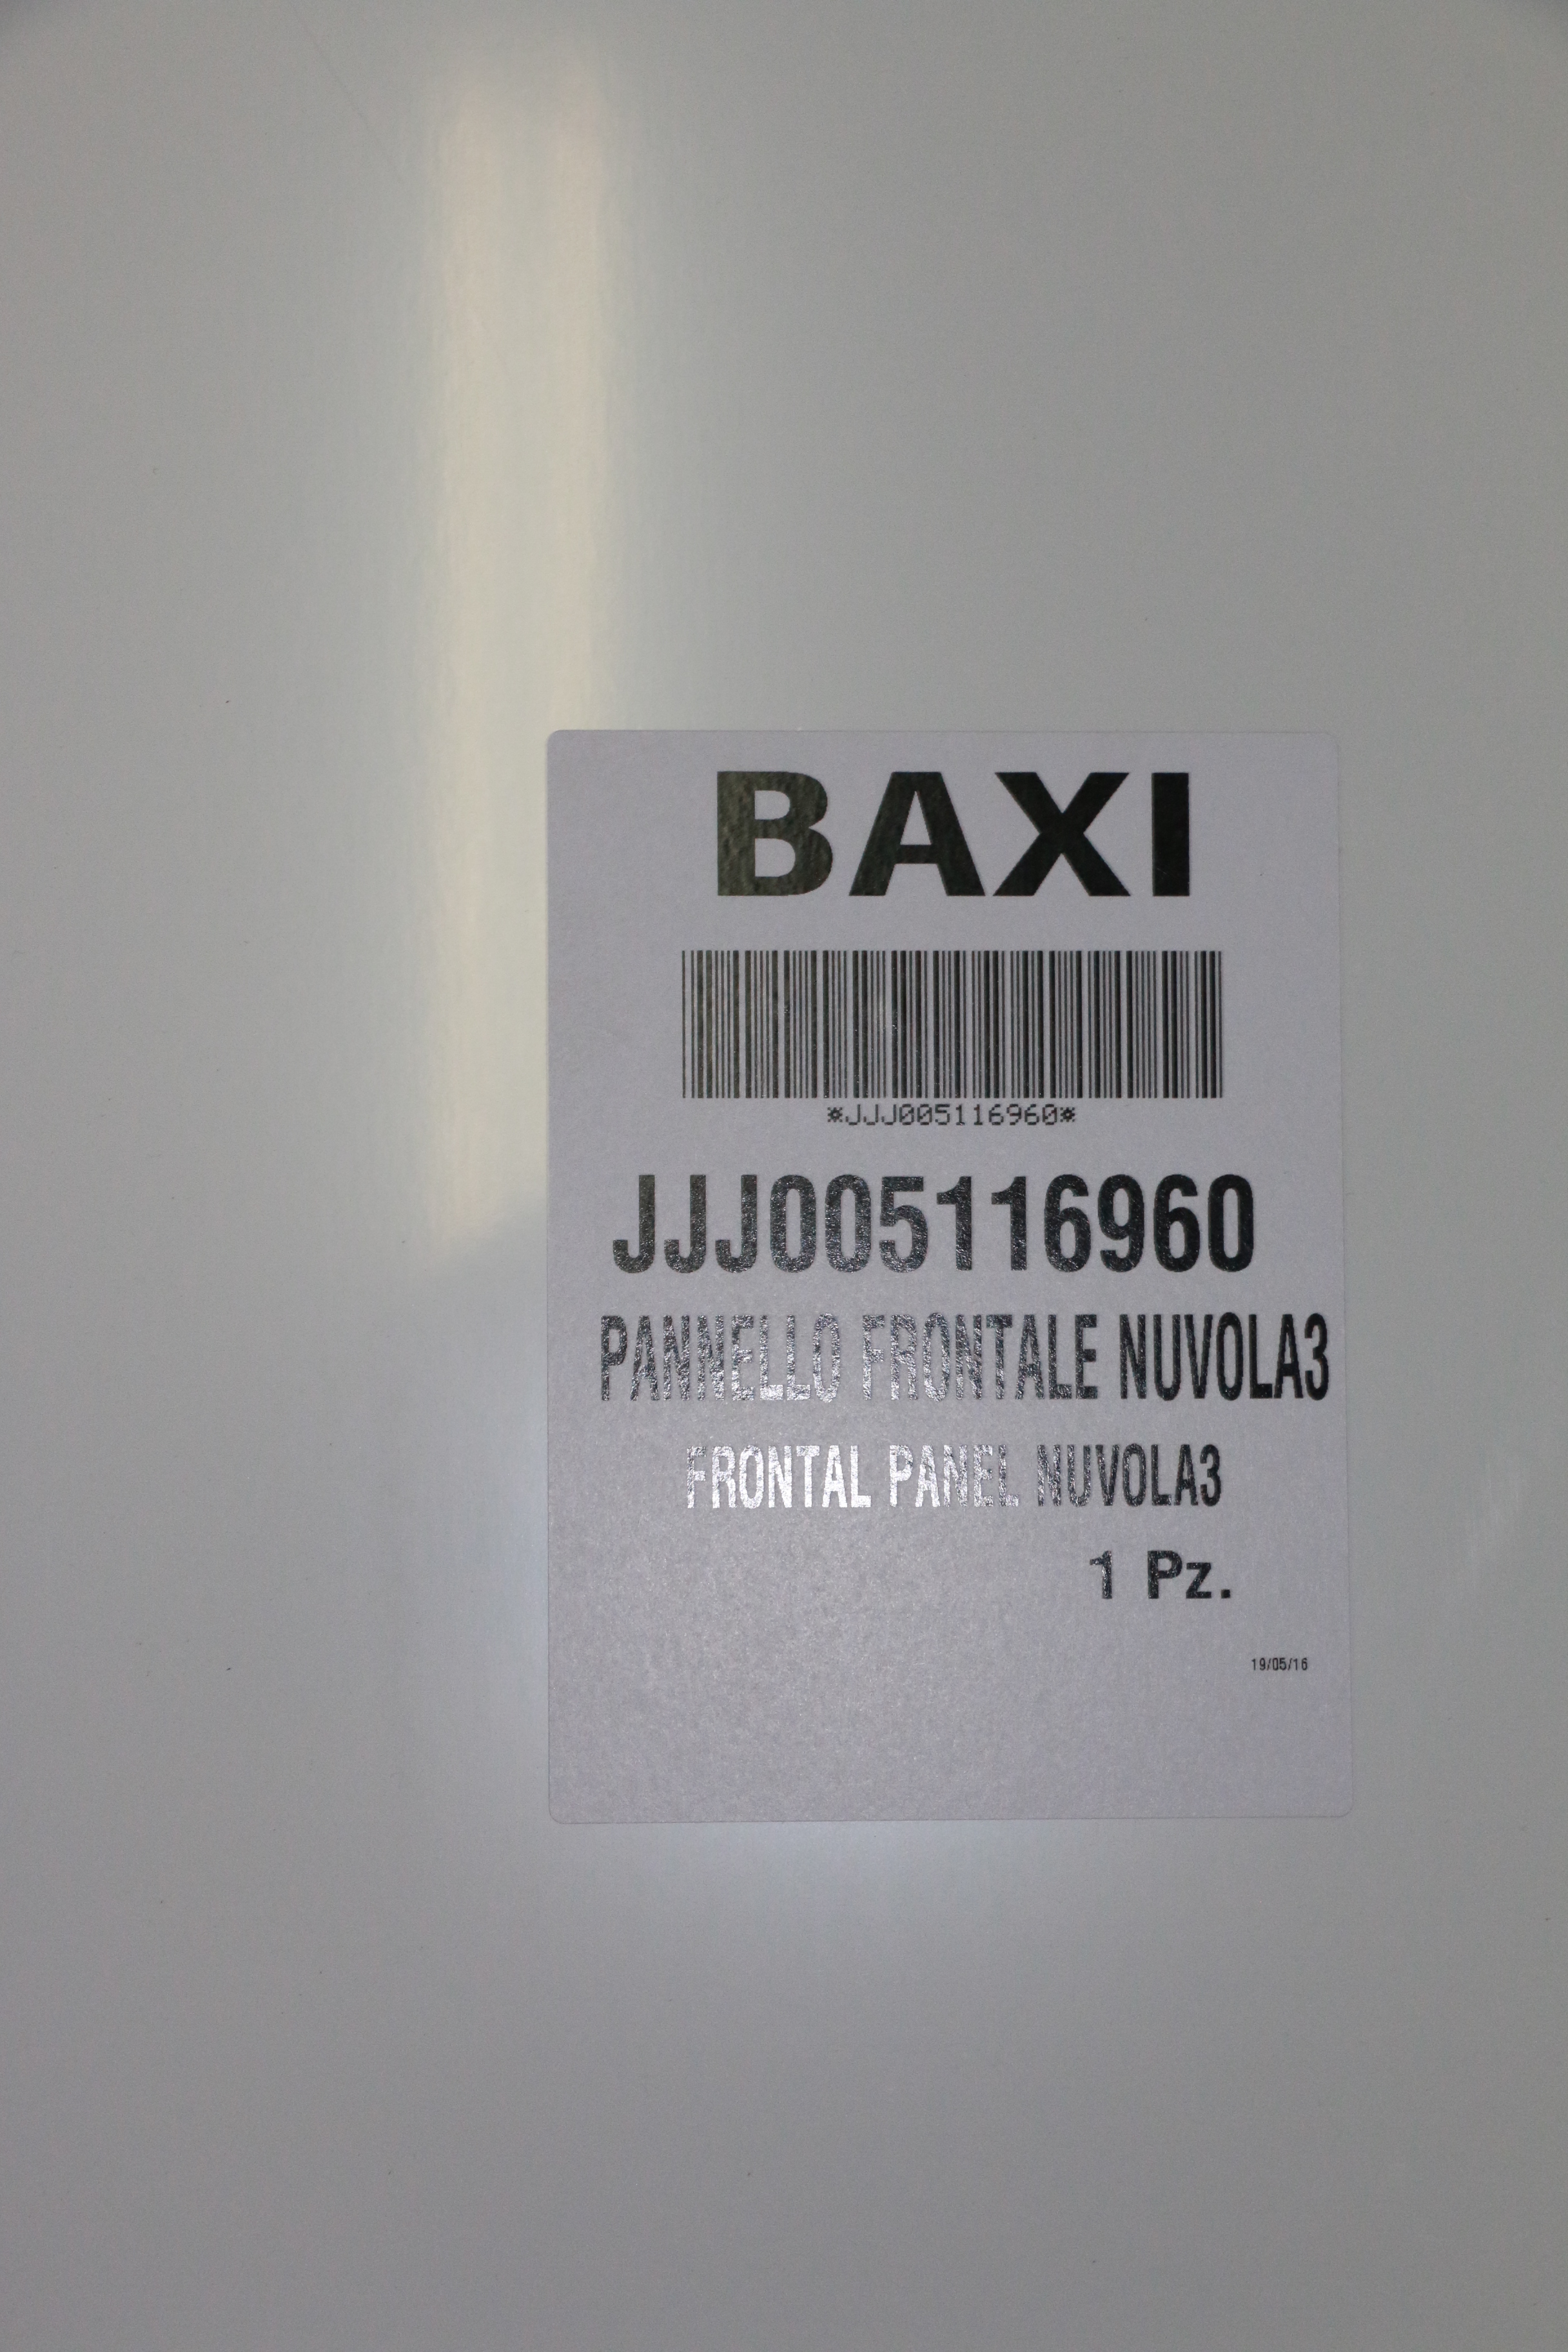 BAXI
*JJJ005116960*
JJJ005116960
PANNELLO FRONTALE NUVOLA3
FRONTAL PANEL NUVOLA3
1 Pz.
19/05/16